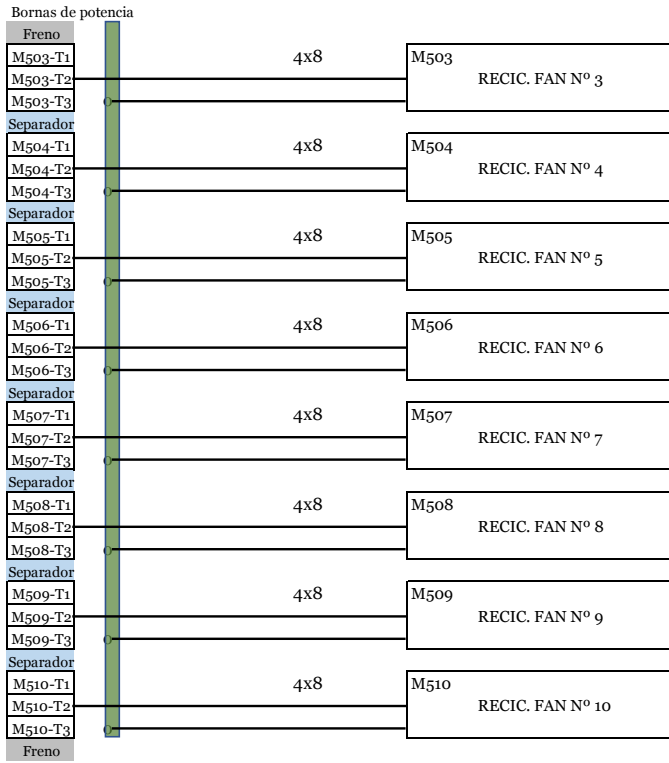 Bornas de potencia
Freno
M503-T1 4x8 M503
M503-T2 RECIC. FAN Nº 3
M503-T3
Separador
M504-T1 4x8 M504
M504-T2 RECIC. FAN Nº 4
M504-T3
Separador
M505-T1 4x8 M505
M505-T2 RECIC. FAN Nº 5
M505-T3
Separador
M506-T1 4x8 M506
M506-T2 RECIC. FAN Nº 6
M506-T3
Separador
M507-T1 4x8 M507
M507-T2 RECIC. FAN Nº 7
M507-T3
Separador
M508-T1 4x8 M508
M508-T2 RECIC. FAN Nº 8
M508-T3
Separador
M509-T1 4x8 M509
M509-T2 RECIC. FAN Nº 9
M509-T3
Separador
M510-T1 4x8 M510
M510-T2 RECIC. FAN Nº 10
M510-T3
Freno